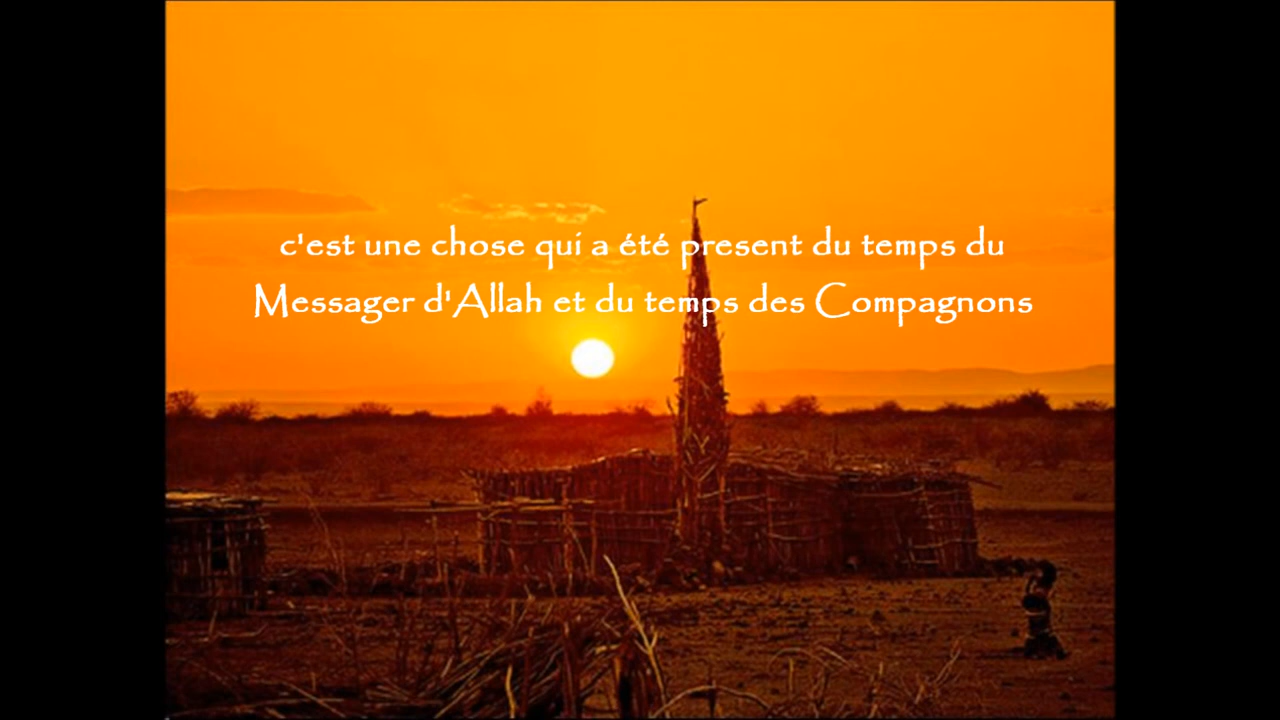 c'est une chose qui a été present du temps du
Messager d'Allah et du temps des Compagnons